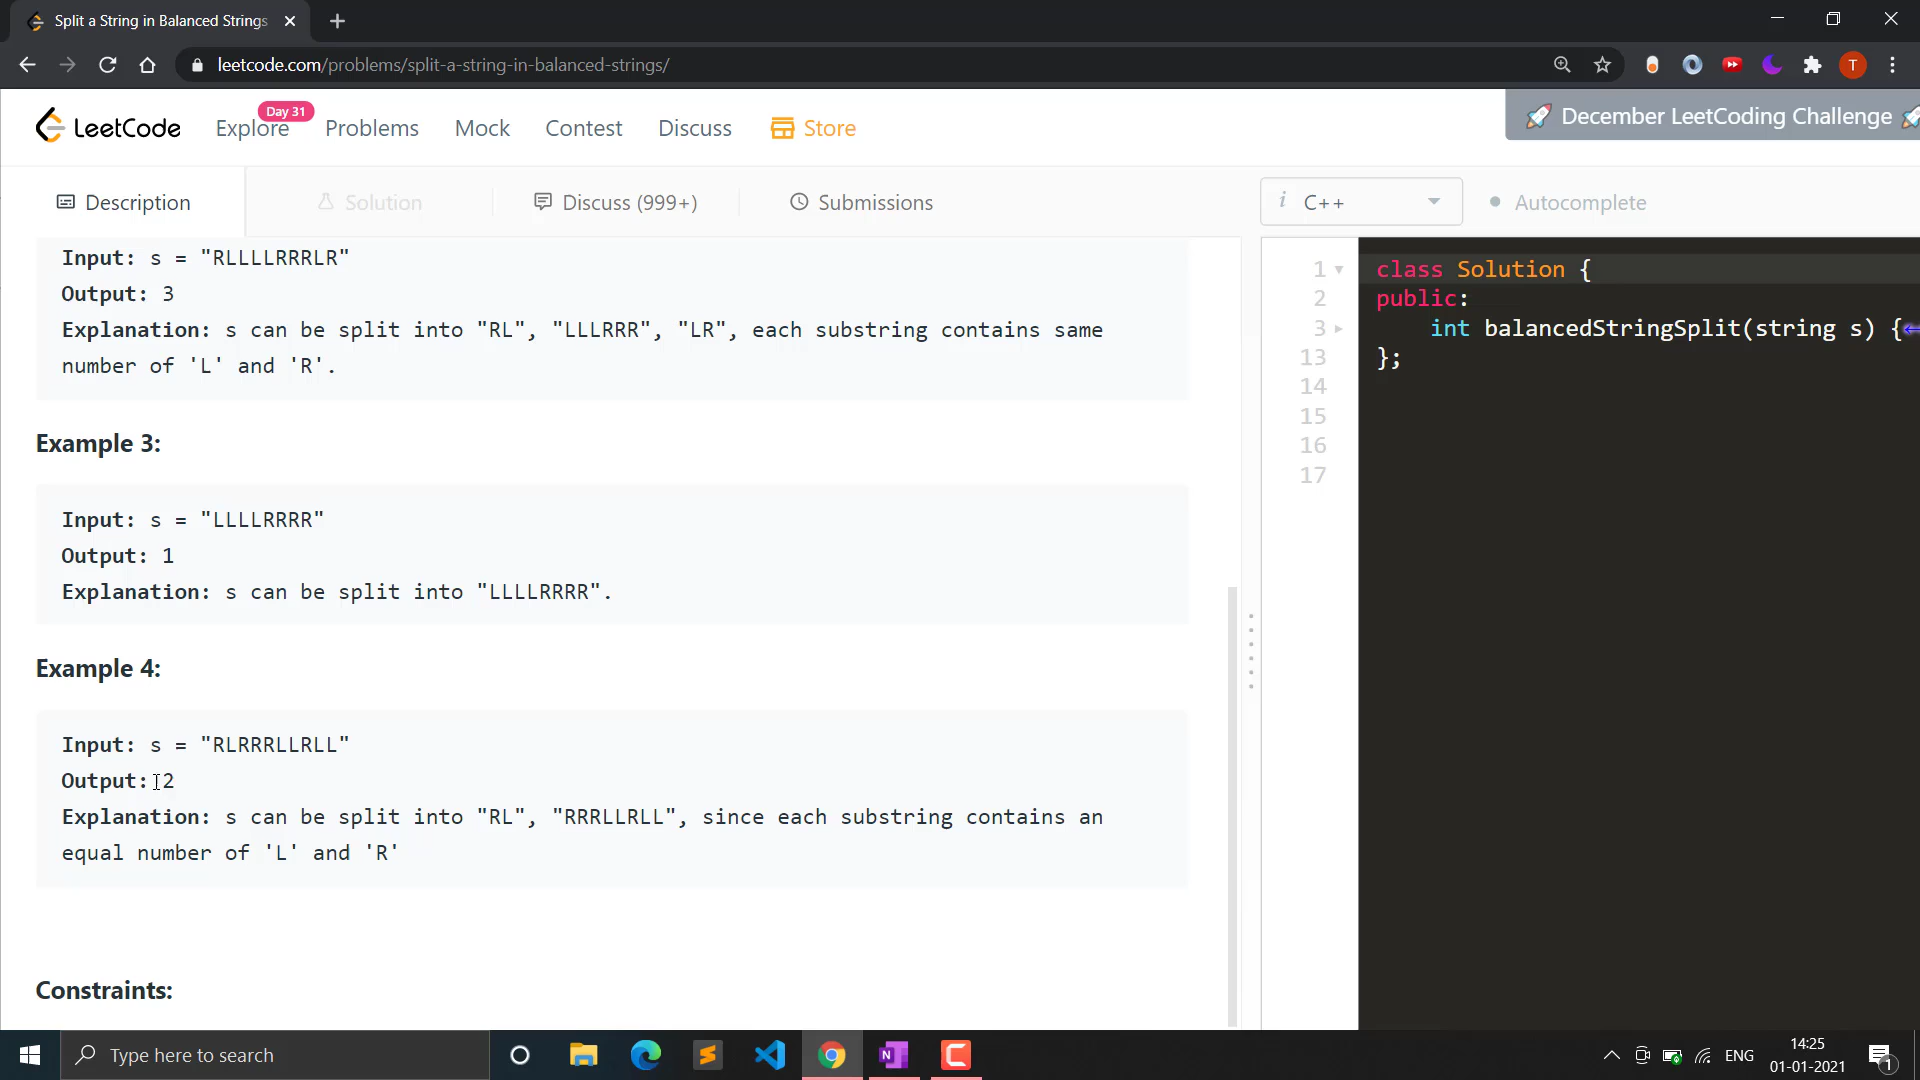 Split a String in Balanced Strings
leetcode.com/problems/split-a-string-in-balanced-strings/
T
LeetCode
Explore
Day 31
Problems
Mock
Contest
Discuss
Store
December LeetCoding Challenge
Description
Solution
Discuss (999+)
Submissions
i C++
Autocomplete
Input: s = "RLLLLRRRLR"
Output: 3
Explanation: s can be split into "RL", "LLLRRR", "LR", each substring contains same
number of 'L' and 'R'.
Example 3:
Input: s = "LLLLRRRR"
Output: 1
Explanation: s can be split into "LLLLRRRR".
Example 4:
Input: s = "RLRRRLLRLL"
Output: 2
Explanation: s can be split into "RL", "RRRLLRLL", since each substring contains an
equal number of 'L' and 'R'
Constraints:
1 class Solution {
2 public:
3 int balancedStringSplit(string s) {
13 };
14
15
16
17
Type here to search
N
ENG
14:25
01-01-2021
1